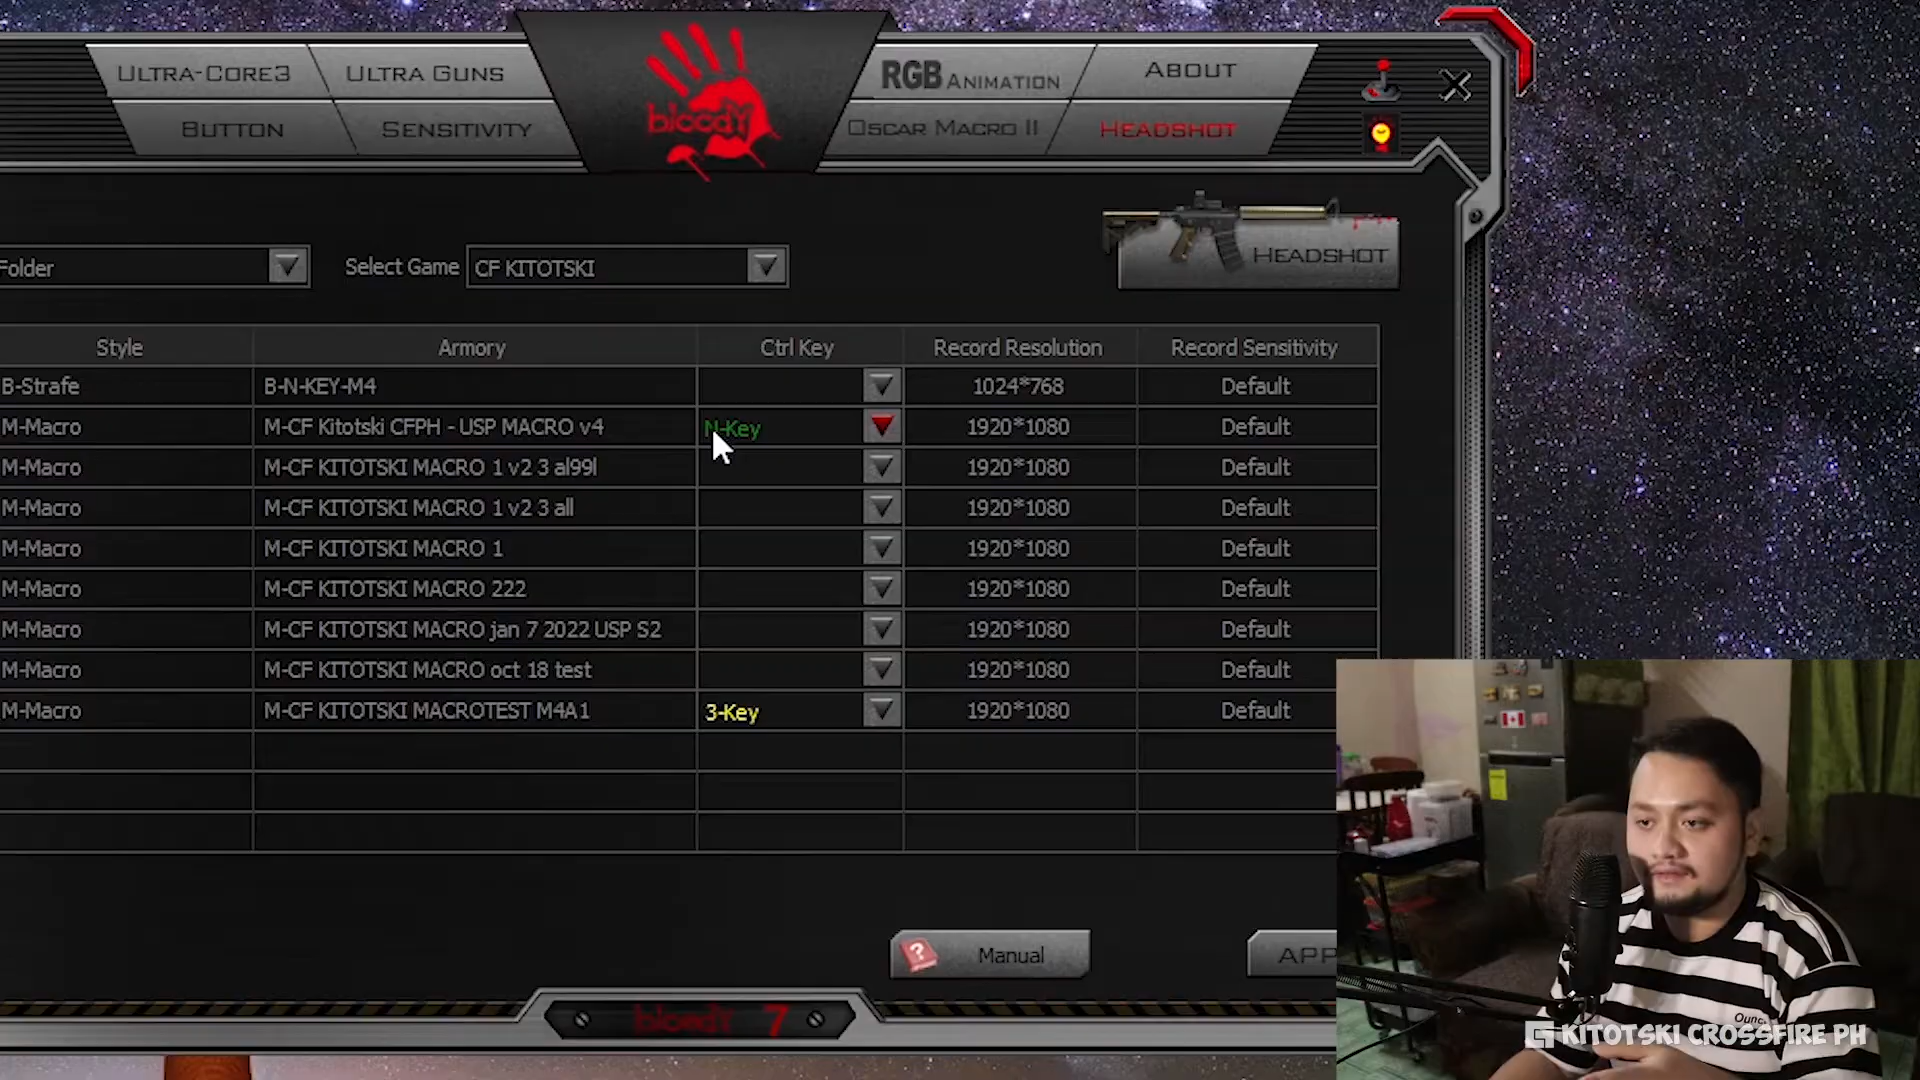 ULTRA-CORE3
ULTRA GUNS
RGB ANIMATION
ABOUT
BUTTON
SENSITIVITY
bloody
OSCAR MACRO II
HEADSHOT
Folder
Select Game
CF KITOTSKI
HEADSHOT
Style Armory Ctrl Key Record Resolution Record Sensitivity
B-Strafe B-N-KEY-M4 1024*768 Default
M-Macro M-CF Kitotski CFPH - USP MACRO v4 N-Key 1920*1080 Default
M-Macro M-CF KITOTSKI MACRO 1 v2 3 al99l 1920*1080 Default
M-Macro M-CF KITOTSKI MACRO 1 v2 3 all 1920*1080 Default
M-Macro M-CF KITOTSKI MACRO 1 1920*1080 Default
M-Macro M-CF KITOTSKI MACRO 222 1920*1080 Default
M-Macro M-CF KITOTSKI MACRO jan 7 2022 USP S2 1920*1080 Default
M-Macro M-CF KITOTSKI MACRO oct 18 test 1920*1080 Default
M-Macro M-CF KITOTSKI MACROTEST M4A1 3-Key 1920*1080 Default
Manual
APP
bloody 7
KITOTSKI CROSSFIRE PH